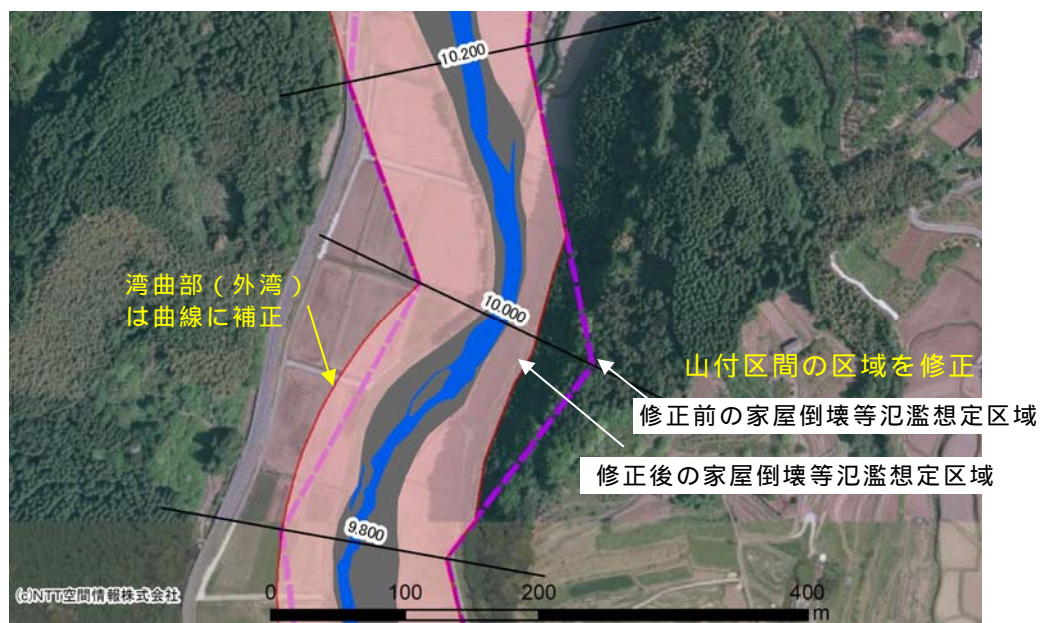 10.200
湾曲部（外湾）
は曲線に補正
10.000
山付区間の区域を修正
修正前の家屋倒壊等氾濫想定区域
修正後の家屋倒壊等氾濫想定区域
9.800
(c)NTT空間情報株式会社
0 100 200 400
m